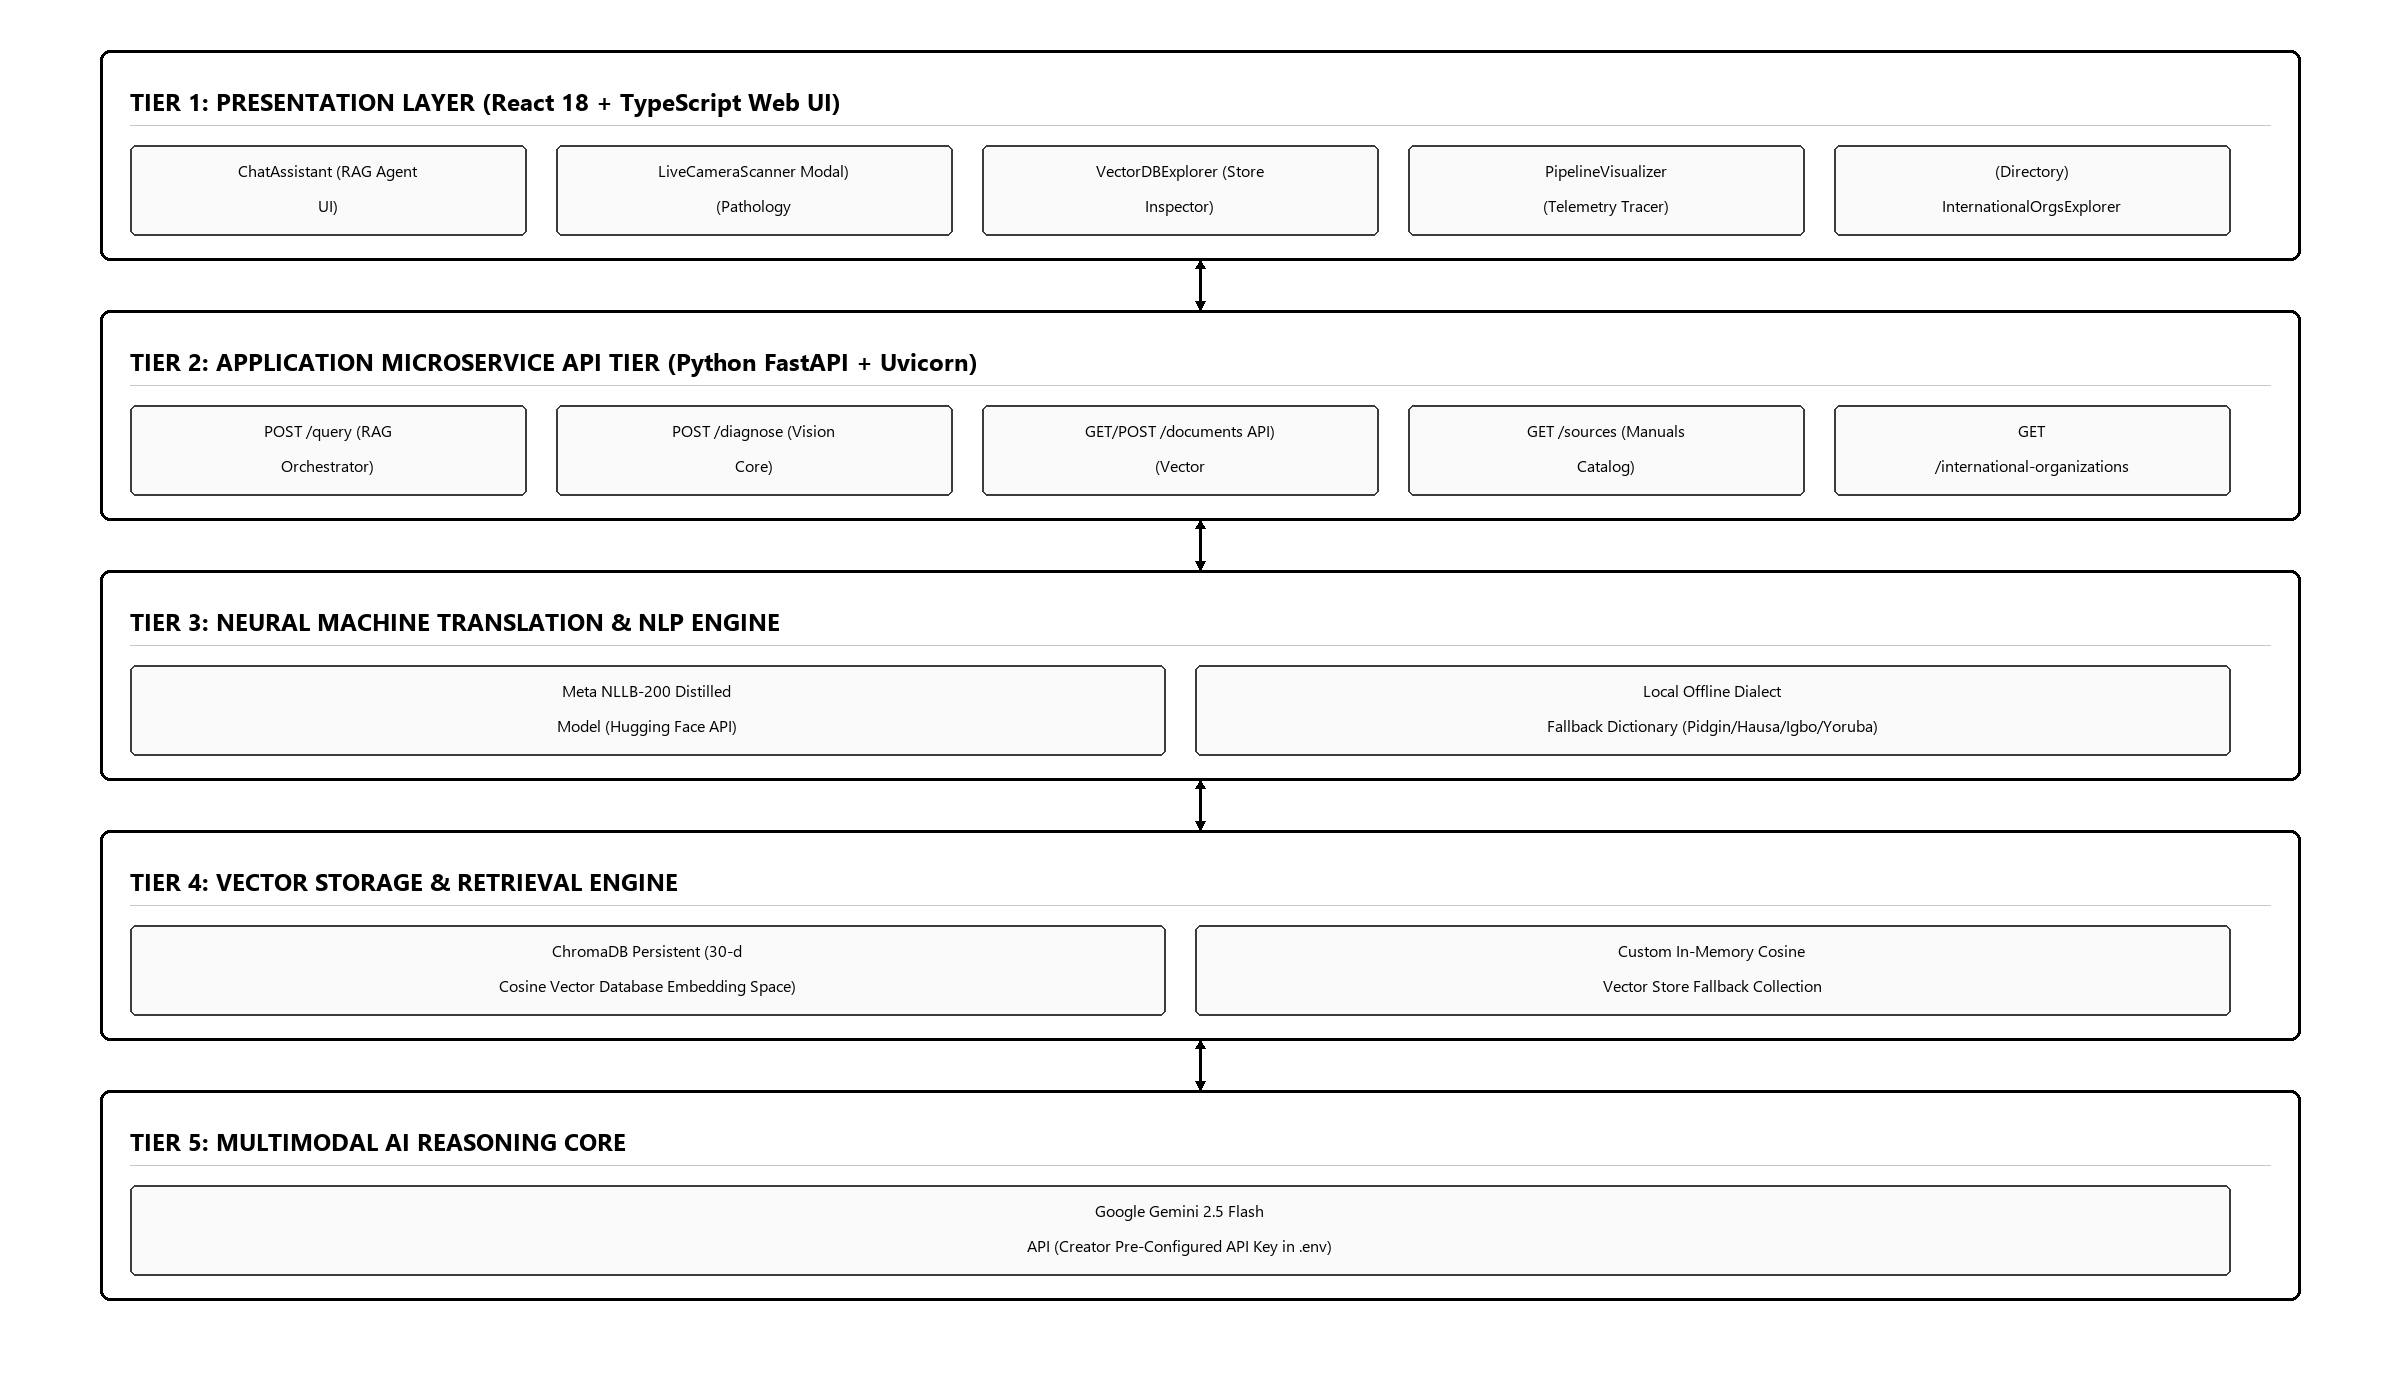 TIER 1: PRESENTATION LAYER (React 18 + TypeScript Web UI)
ChatAssistant (RAG Agent
UI)
LiveCameraScanner Modal)
(Pathology
VectorDBExplorer (Store
Inspector)
PipelineVisualizer
(Telemetry Tracer)
(Directory)
InternationalOrgsExplorer
TIER 2: APPLICATION MICROSERVICE API TIER (Python FastAPI + Uvicorn)
POST /query (RAG
Orchestrator)
POST /diagnose (Vision
Core)
GET/POST /documents API)
(Vector
GET /sources (Manuals
Catalog)
GET
/international-organizations
TIER 3: NEURAL MACHINE TRANSLATION & NLP ENGINE
Meta NLLB-200 Distilled
Model (Hugging Face API)
Local Offline Dialect
Fallback Dictionary (Pidgin/Hausa/Igbo/Yoruba)
TIER 4: VECTOR STORAGE & RETRIEVAL ENGINE
ChromaDB Persistent (30-d
Cosine Vector Database Embedding Space)
Custom In-Memory Cosine
Vector Store Fallback Collection
TIER 5: MULTIMODAL AI REASONING CORE
Google Gemini 2.5 Flash
API (Creator Pre-Configured API Key in .env)